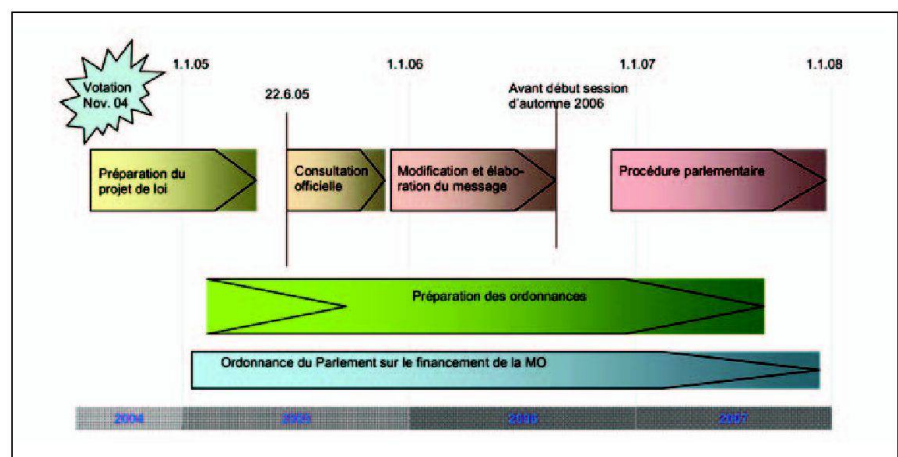 Votation
Nov. 04
1.1.05
1.1.06
1.1.07
1.1.08
22.6.05
Avant début session
d'automne 2006
Préparation du
projet de loi
Consultation
officielle
Modification et élabo-
ration du message
Procédure parlementaire
Préparation des ordonnances
Ordonnance du Parlement sur le financement de la MO
2004
2005
2006
2007